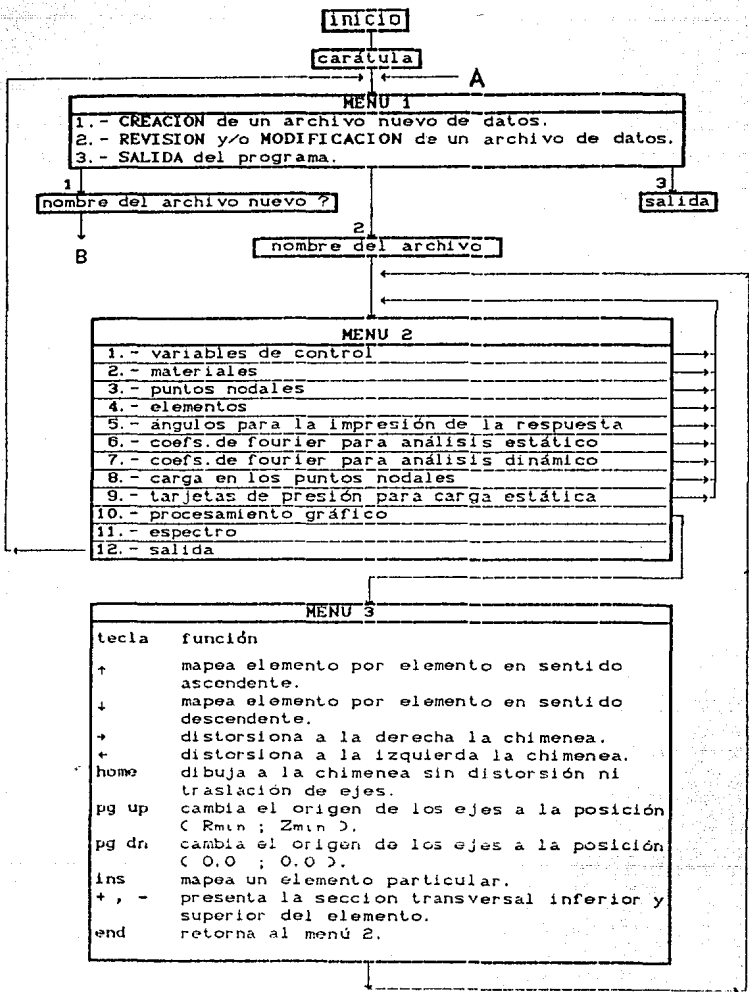 inicio
carátula
A
MENU 1
1.- CREACION de un archivo nuevo de datos.
2.- REVISION y/o MODIFICACION de un archivo de datos.
3.- SALIDA del programa.
1
nombre del archivo nuevo ?
3
salida
B
2
nombre del archivo
MENU 2
1.- variables de control
2.- materiales
3.- puntos nodales
4.- elementos
5.- ángulos para la impresión de la respuesta
6.- coefs.de fourier para análisis estático
7.- coefs.de fourier para análisis dinámico
8.- carga en los puntos nodales
9.- tarjetas de presión para carga estática
10.- procesamiento gráfico
11.- espectro
12.- salida
MENU 3
tecla función
↑ mapea elemento por elemento en sentido
ascendente.
↓ mapea elemento por elemento en sentido
descendente.
→ distorsiona a la derecha la chimenea.
← distorsiona a la izquierda la chimenea.
home dibuja a la chimenea sin distorsión ni
traslación de ejes.
pg up cambia el origen de los ejes a la posición
( Rmin ; Zmin ).
pg dn cambia el origen de los ejes a la posición
( 0.0 ; 0.0 ).
ins mapea un elemento particular.
+ , - presenta la seccion transversal inferior y
superior del elemento.
end retorna al menú 2.